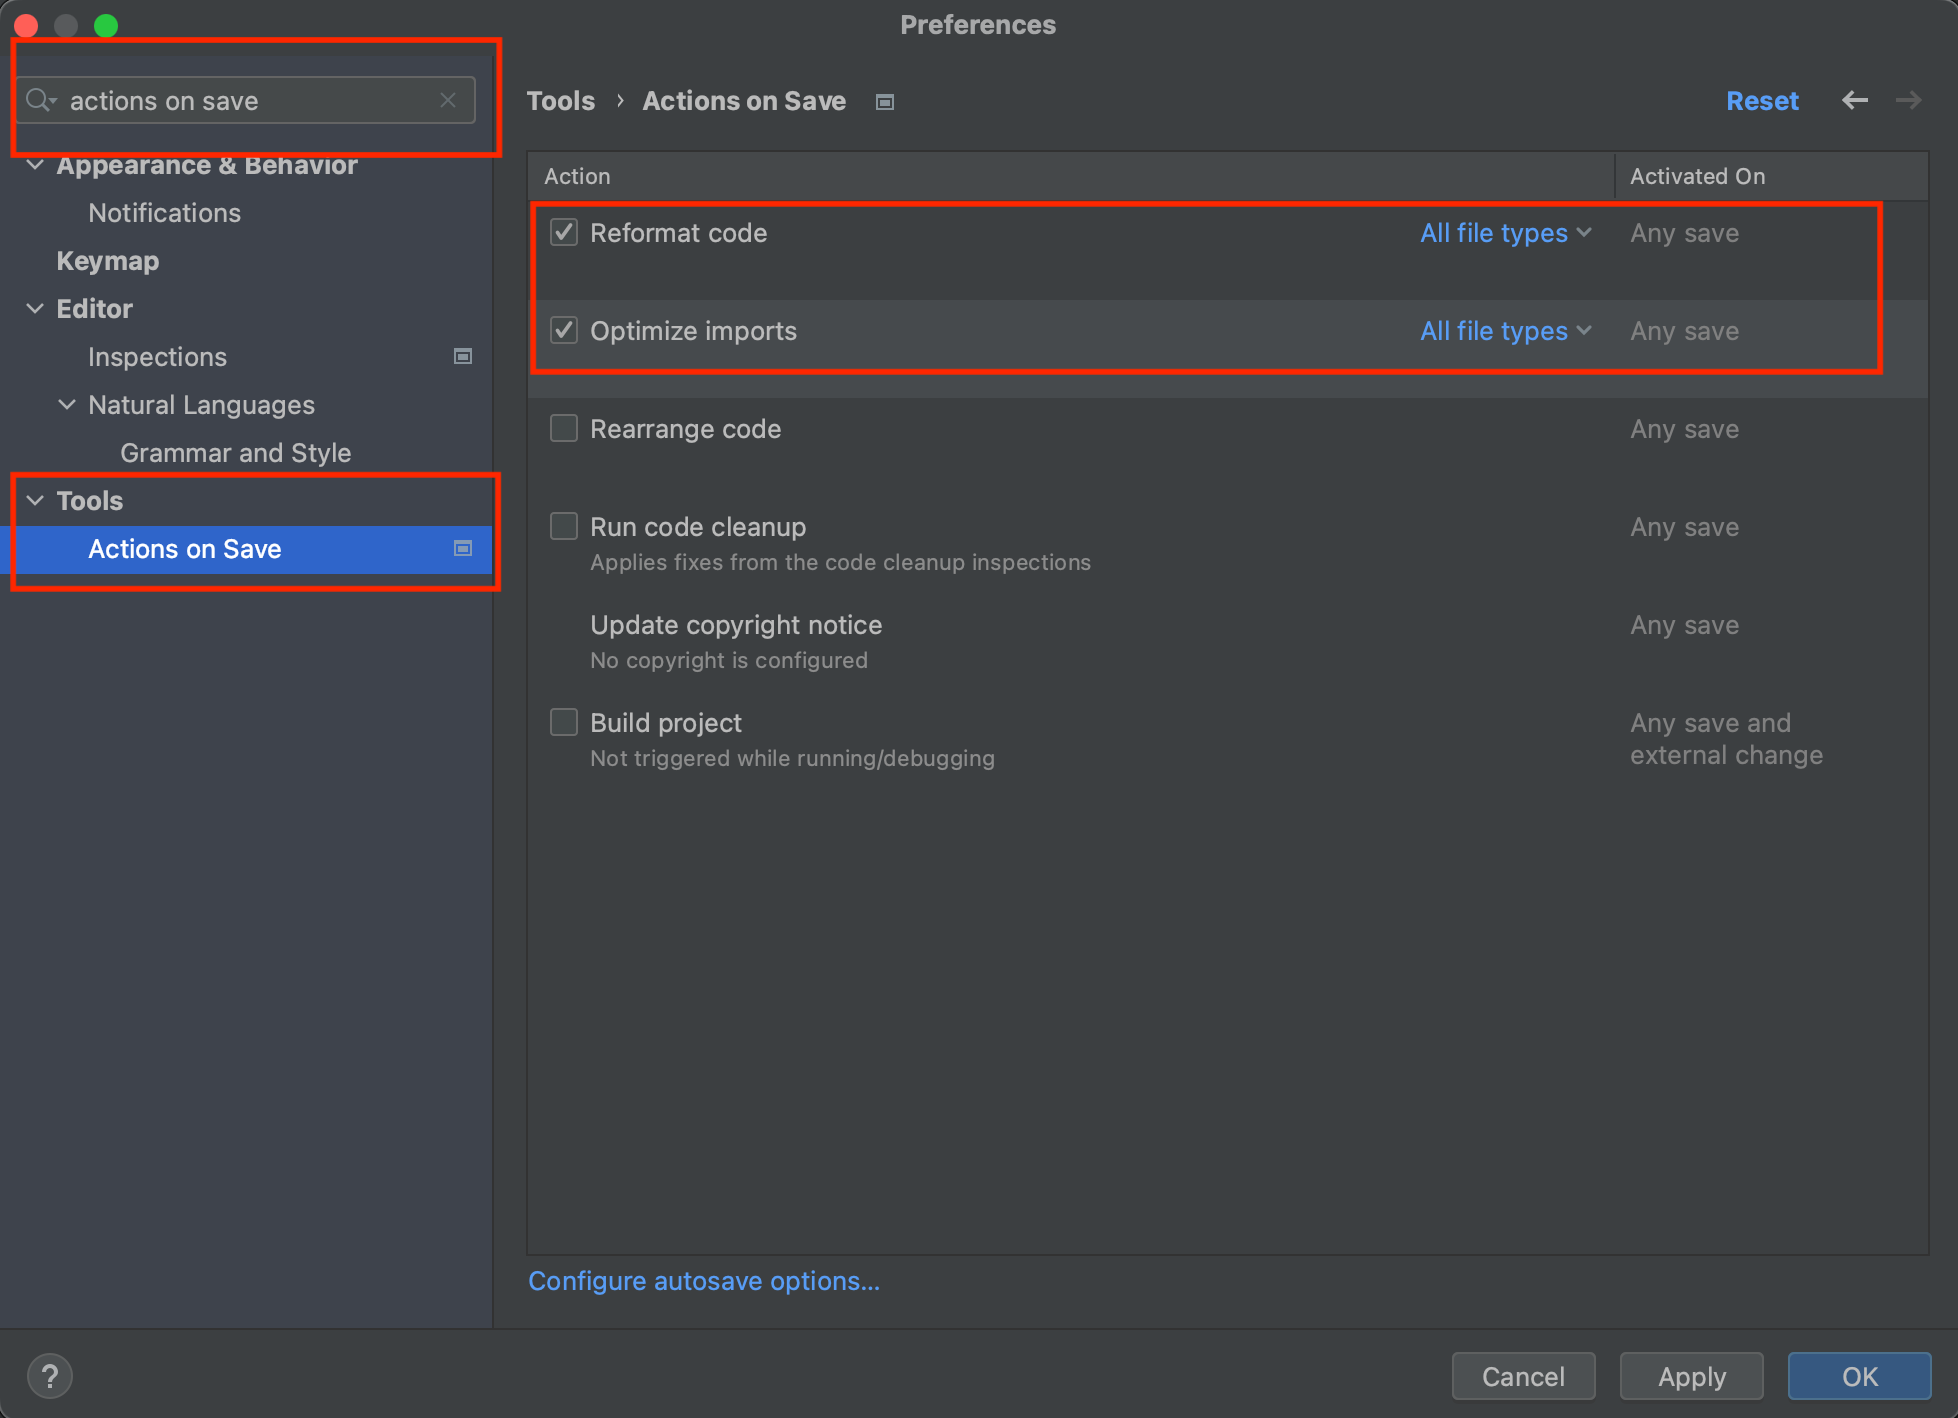 Preferences
actions on save
Appearance & Behavior
Notifications
Keymap
Editor
Inspections
Natural Languages
Grammar and Style
Tools
Actions on Save
Tools › Actions on Save
Reset
Action
Activated On
Reformat code
All file types
Any save
Optimize imports
All file types
Any save
Rearrange code
Any save
Run code cleanup
Any save
Applies fixes from the code cleanup inspections
Update copyright notice
Any save
No copyright is configured
Build project
Any save and
external change
Not triggered while running/debugging
Configure autosave options...
?
Cancel
Apply
OK